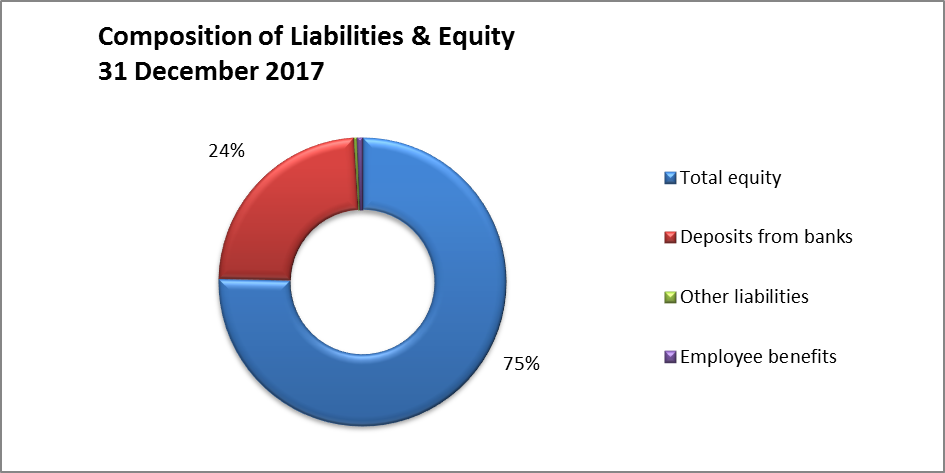 Composition of Liabilities & Equity
31 December 2017
24%
75%
Total equity
Deposits from banks
Other liabilities
Employee benefits